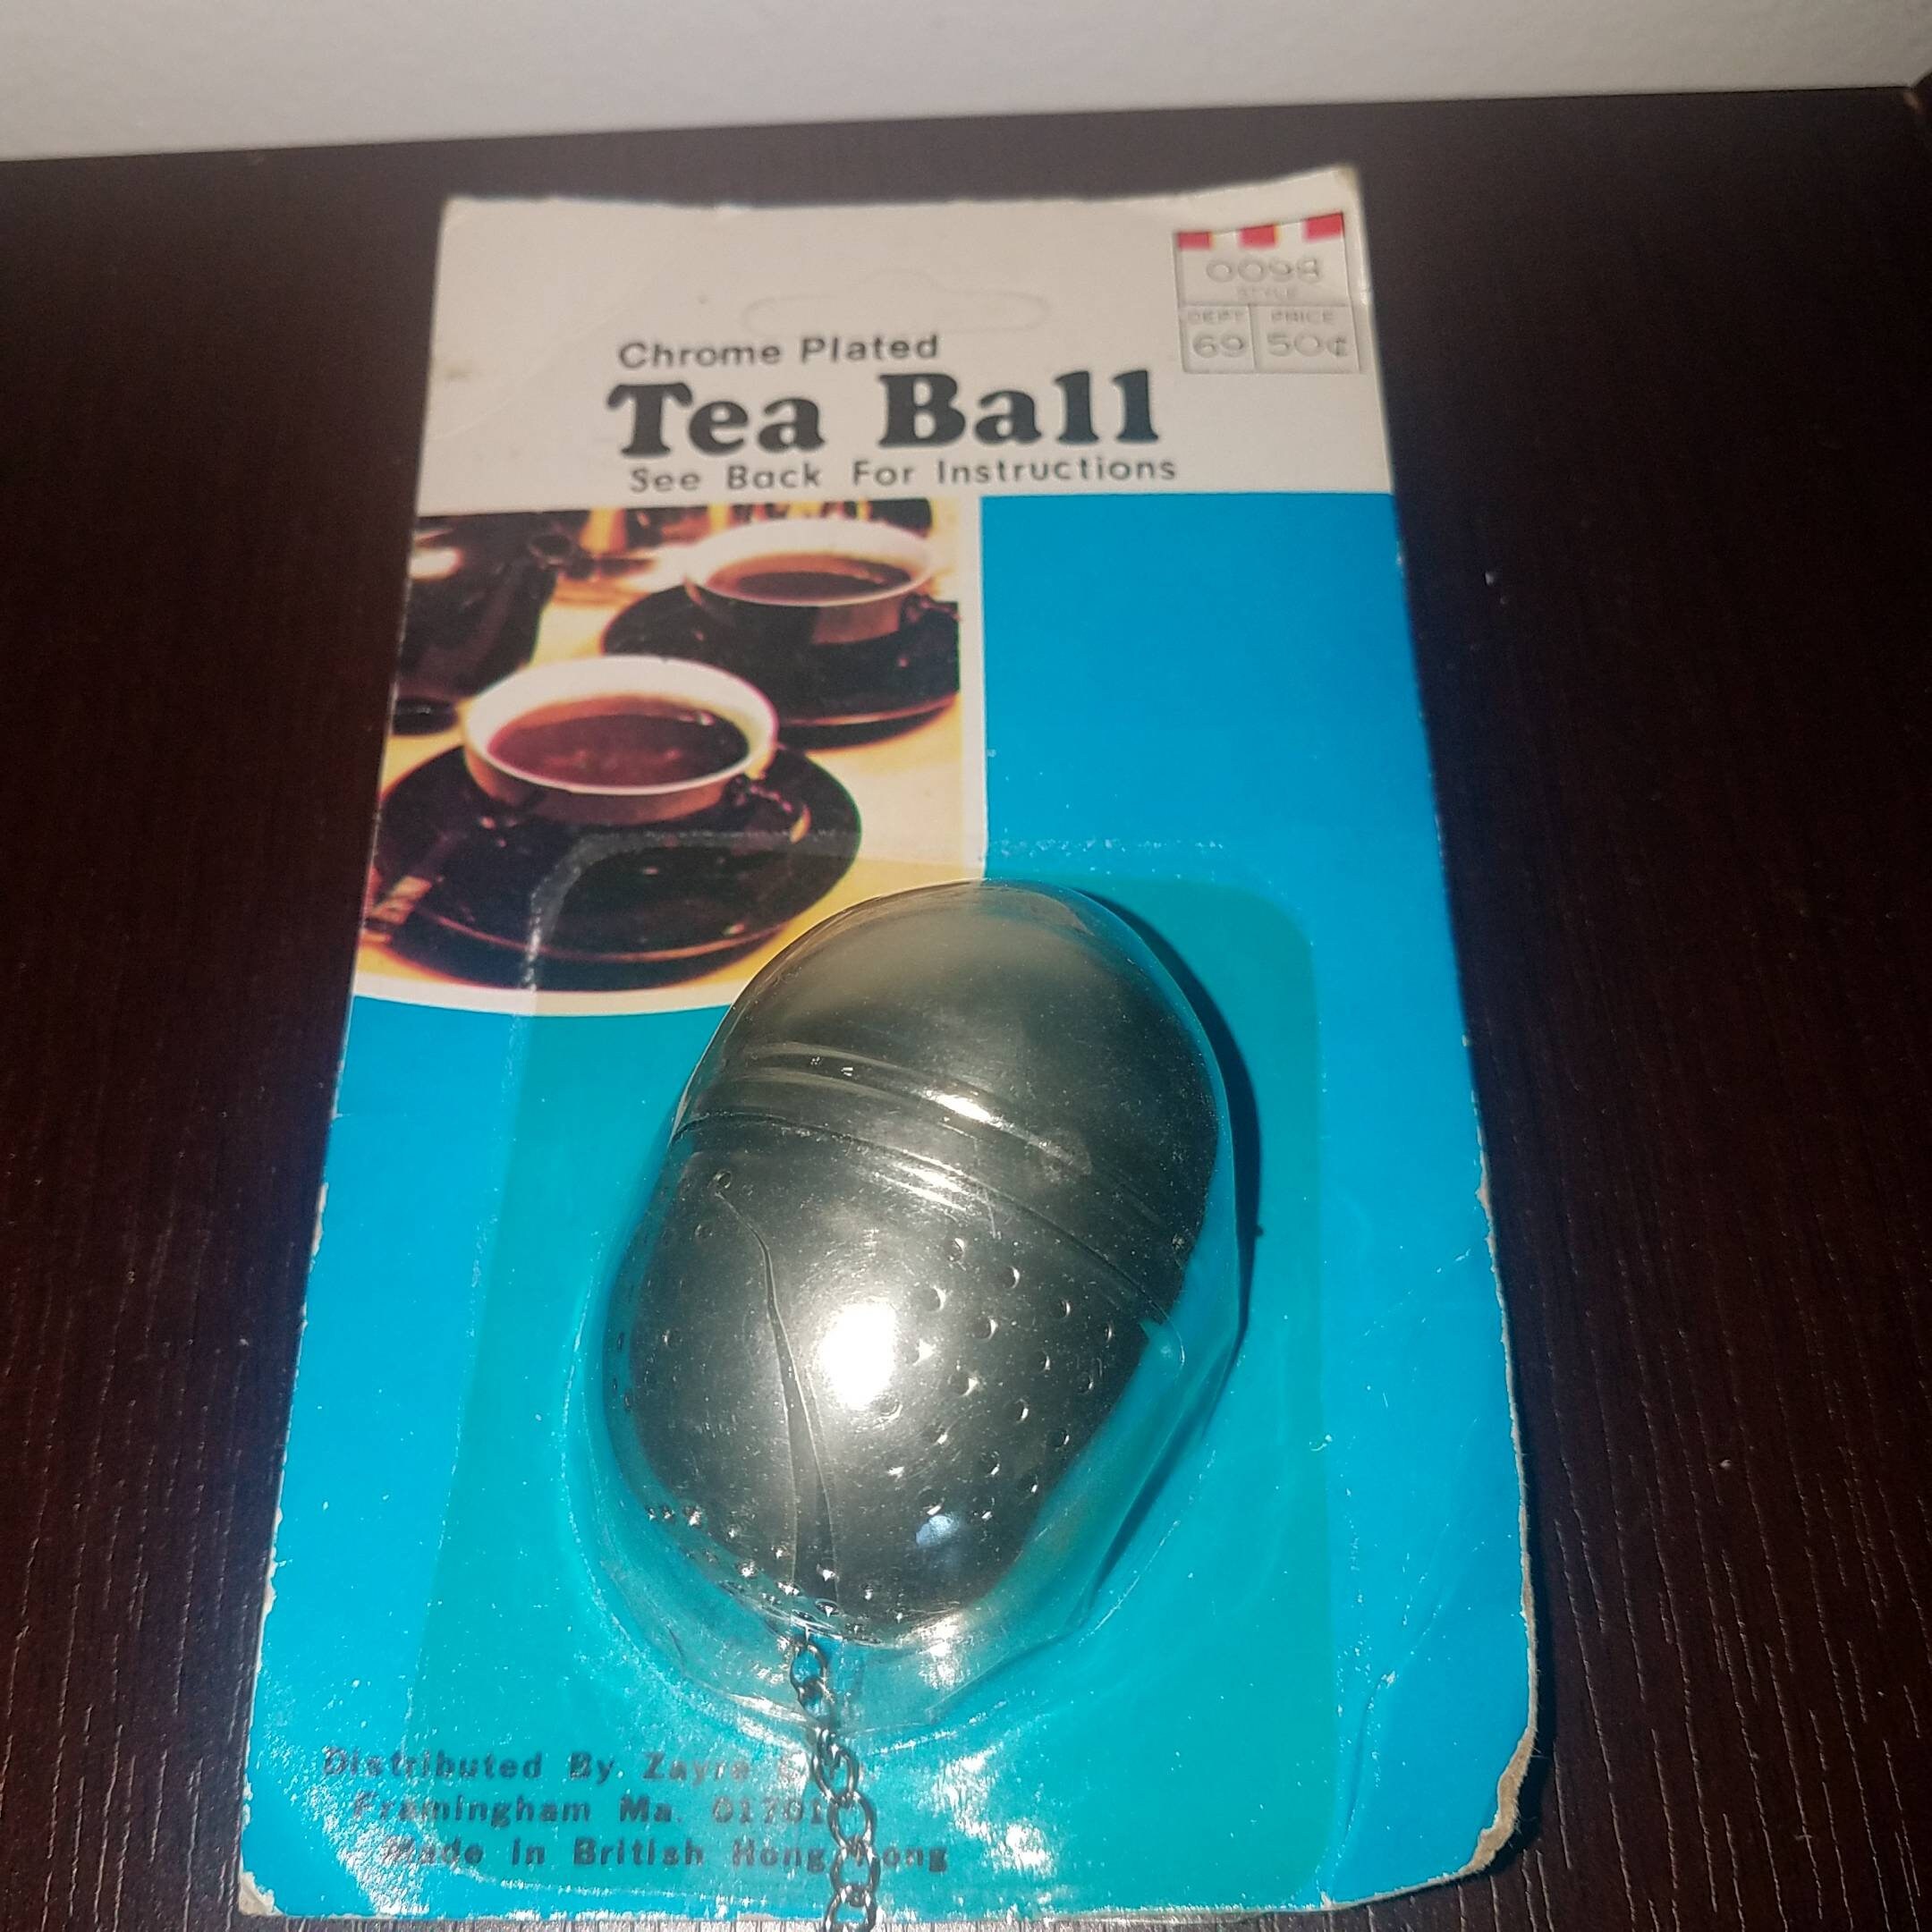 0098
STYLE
DEPT PRICE
69 50¢
Chrome Plated
Tea Ball
See Back For Instructions
Distributed By Zayre
Framingham Ma. 01701
Made in British Hong Kong